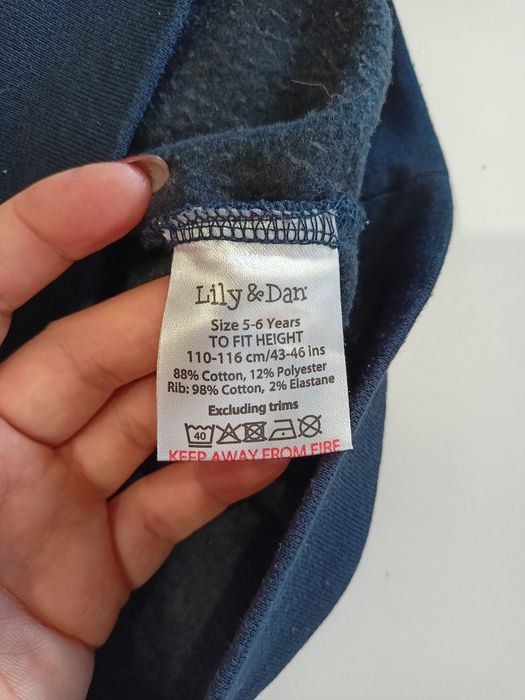 Lily & Dan
Size 5-6 Years
TO FIT HEIGHT
110-116 cm/43-46 ins
88% Cotton, 12% Polyester
Rib: 98% Cotton, 2% Elastane
Excluding trims
40
KEEP AWAY FROM FIRE